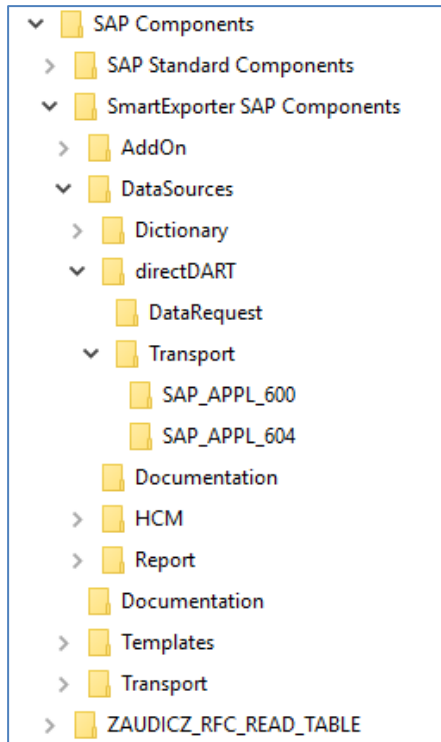 SAP Components
SAP Standard Components
SmartExporter SAP Components
AddOn
DataSources
Dictionary
directDART
DataRequest
Transport
SAP_APPL_600
SAP_APPL_604
Documentation
HCM
Report
Documentation
Templates
Transport
ZAUDICZ_RFC_READ_TABLE